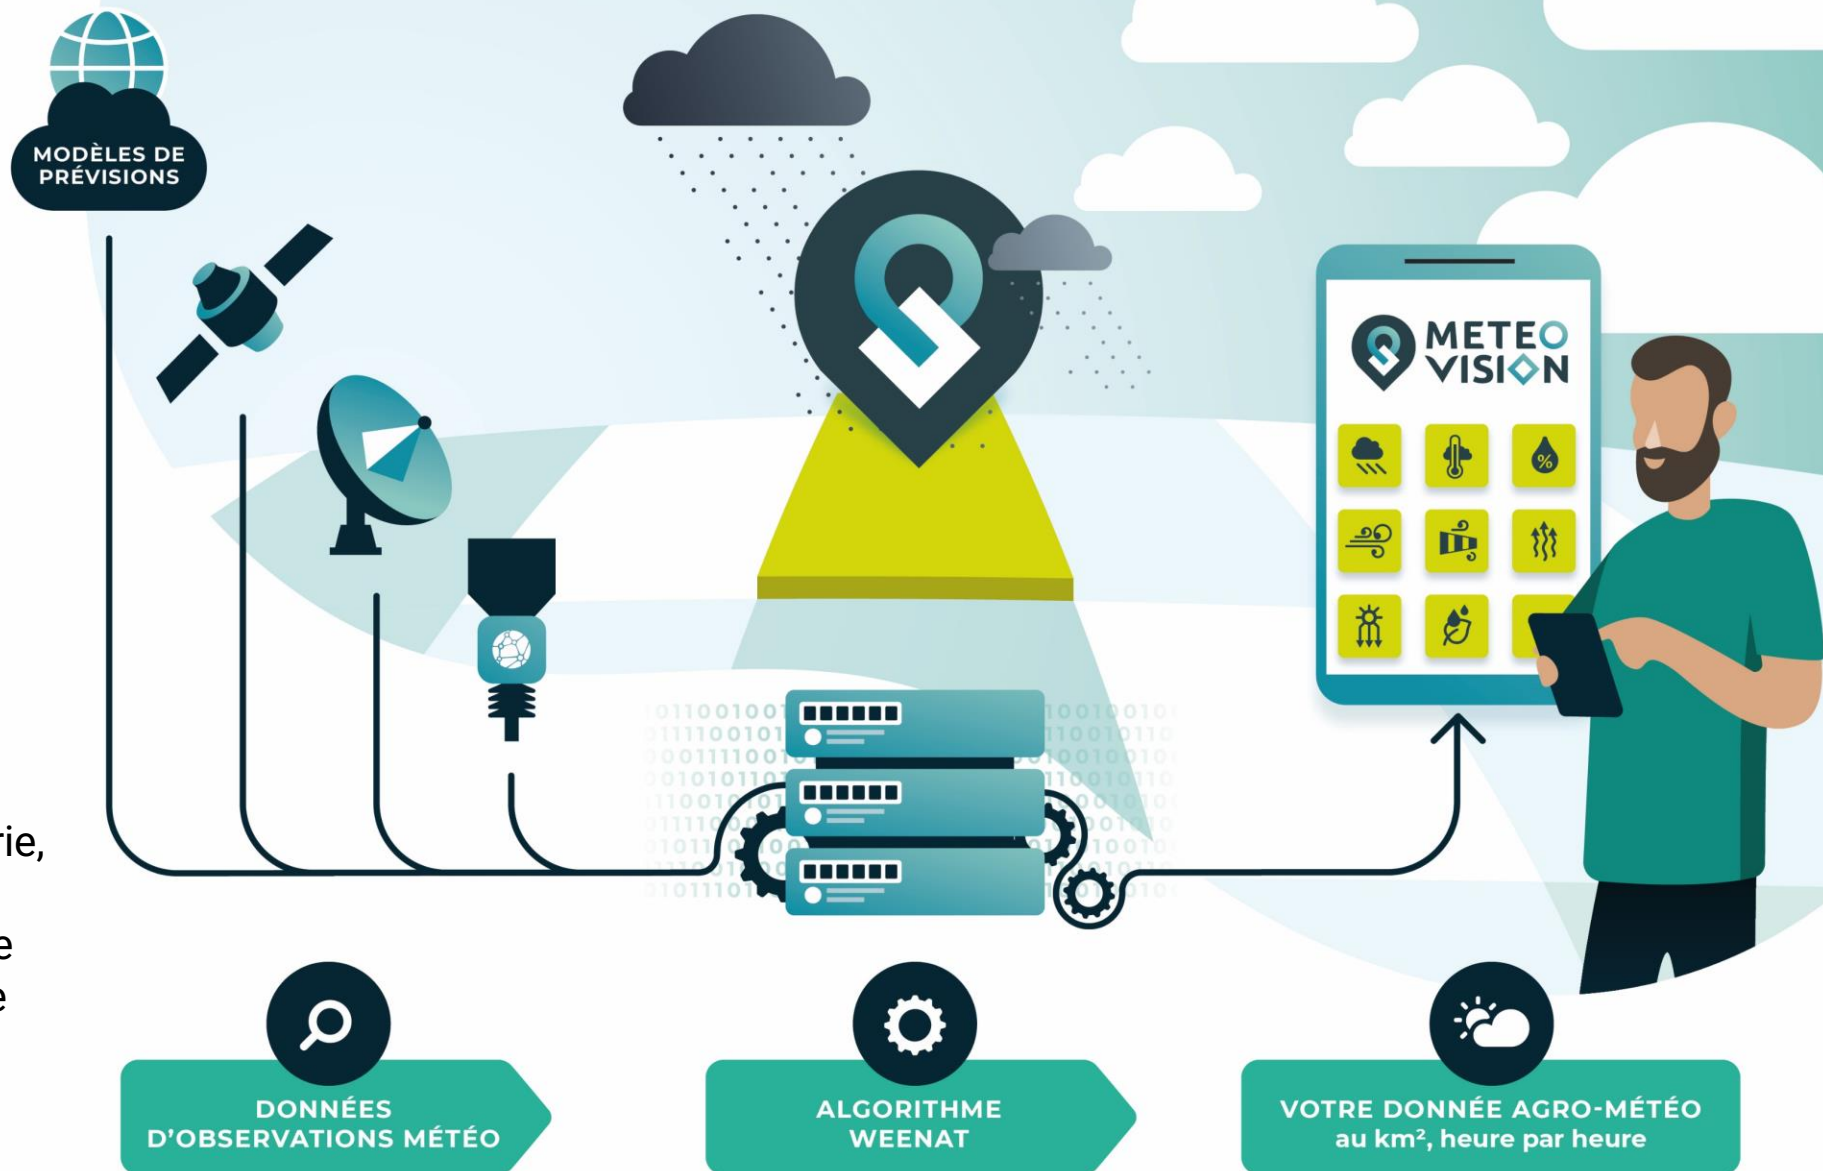 MODÈLES DE
PRÉVISIONS
METEO
VISION
%
DONNÉES
D'OBSERVATIONS MÉTÉO
ALGORITHME
WEENAT
VOTRE DONNÉE AGRO-MÉTÉO
au km², heure par heure